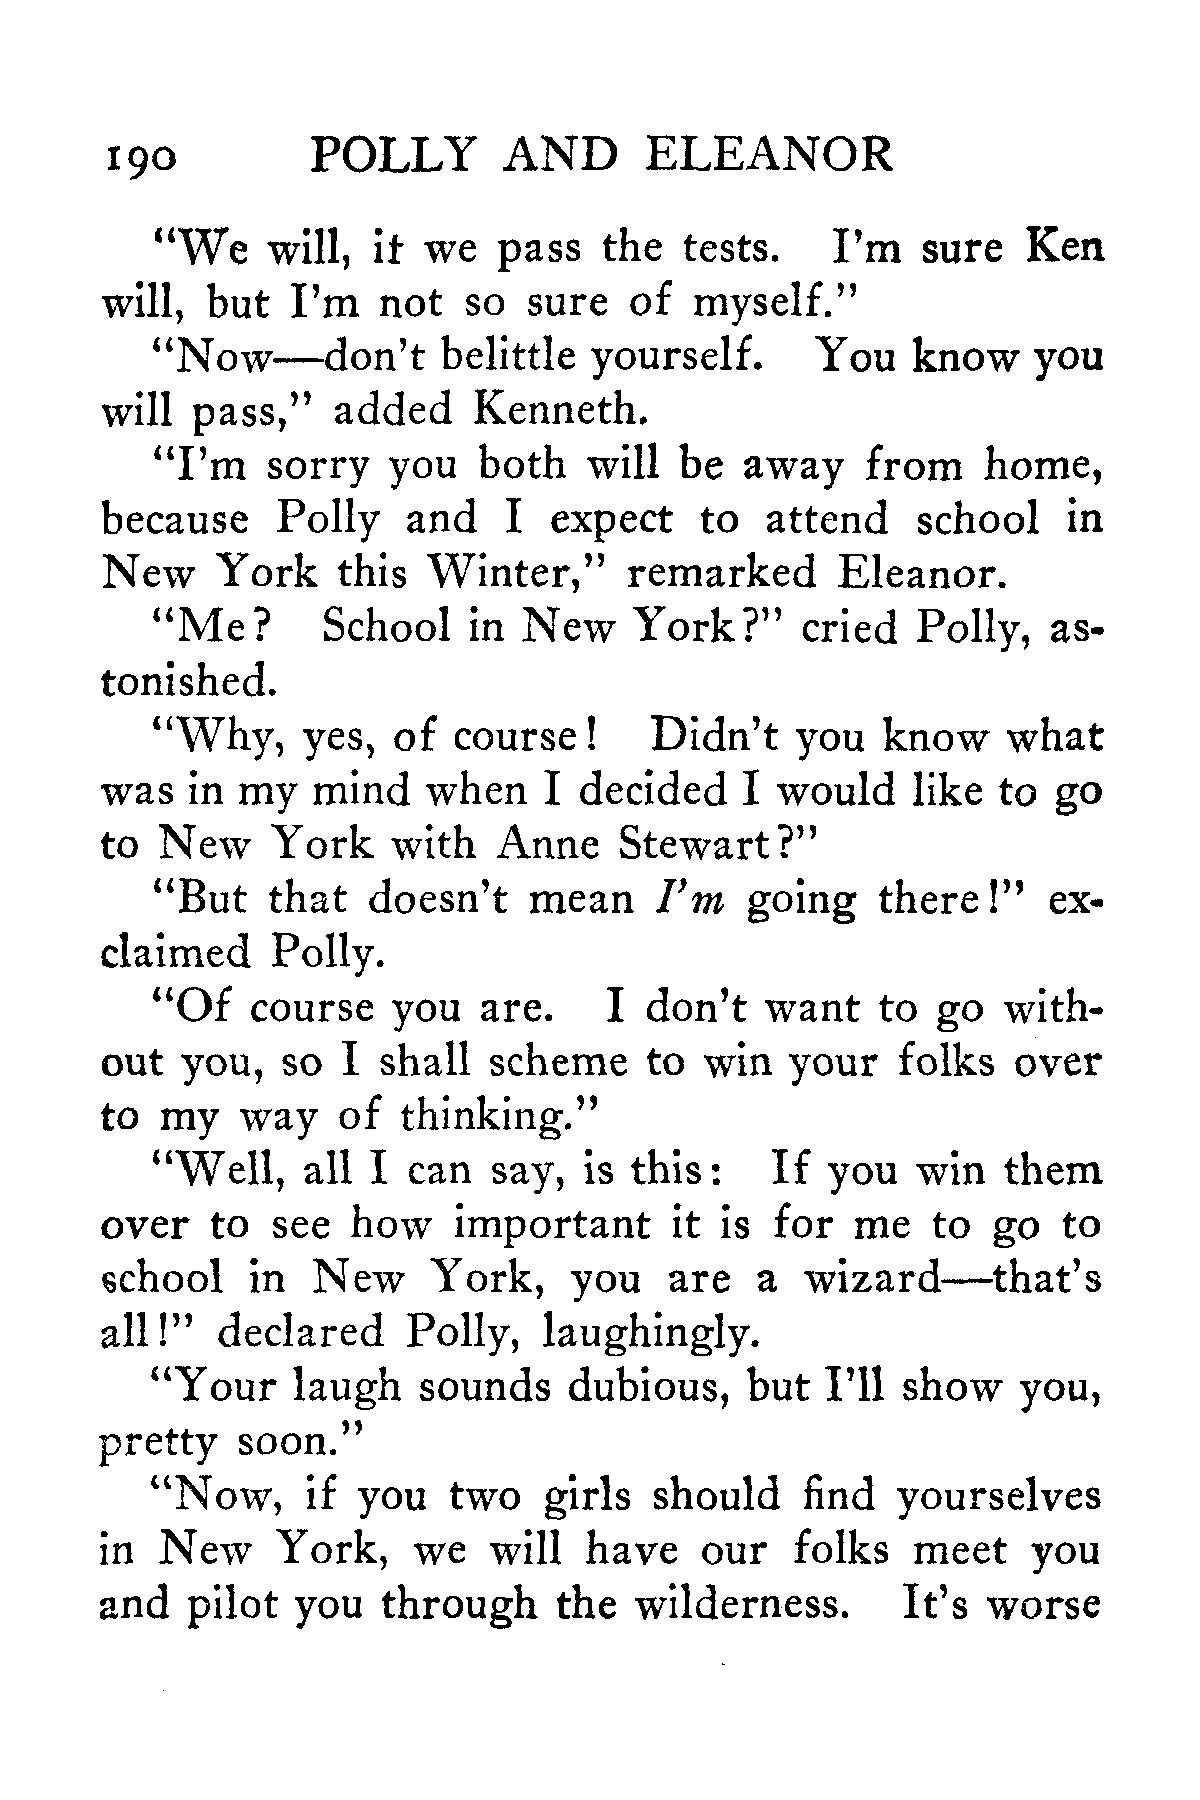 190 POLLY AND ELEANOR
“We will, if we pass the tests. I’m sure Ken
will, but I’m not so sure of myself.”
“Now—don’t belittle yourself. You know you
will pass,” added Kenneth.
“I’m sorry you both will be away from home,
because Polly and I expect to attend school in
New York this Winter,” remarked Eleanor.
“Me? School in New York?” cried Polly, as-
tonished.
“Why, yes, of course! Didn’t you know what
was in my mind when I decided I would like to go
to New York with Anne Stewart?”
“But that doesn’t mean I’m going there!” ex-
claimed Polly.
“Of course you are. I don’t want to go with-
out you, so I shall scheme to win your folks over
to my way of thinking.”
“Well, all I can say, is this: If you win them
over to see how important it is for me to go to
school in New York, you are a wizard—that’s
all!” declared Polly, laughingly.
“Your laugh sounds dubious, but I’ll show you,
pretty soon.”
“Now, if you two girls should find yourselves
in New York, we will have our folks meet you
and pilot you through the wilderness. It’s worse